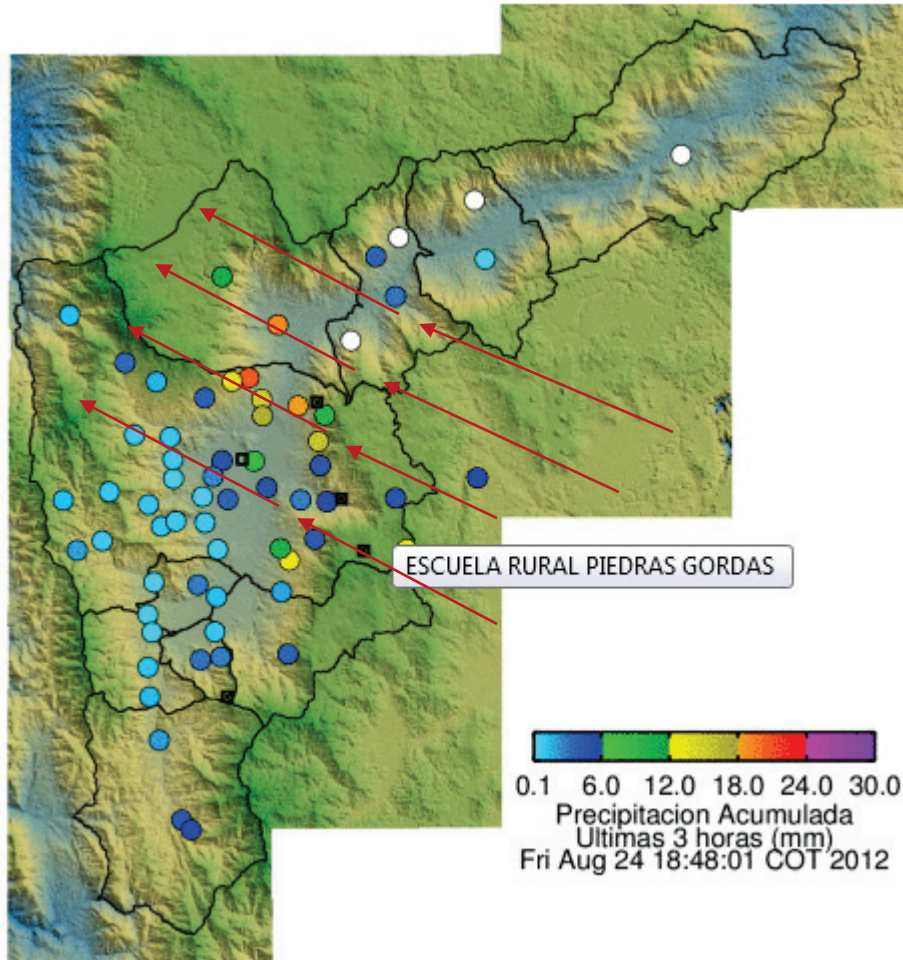 ESCUELA RURAL PIEDRAS GORDAS
0.1 6.0 12.0 18.0 24.0 30.0
Precipitacion Acumulada
Ultimas 3 horas (mm)
Fri Aug 24 18:48:01 COT 2012